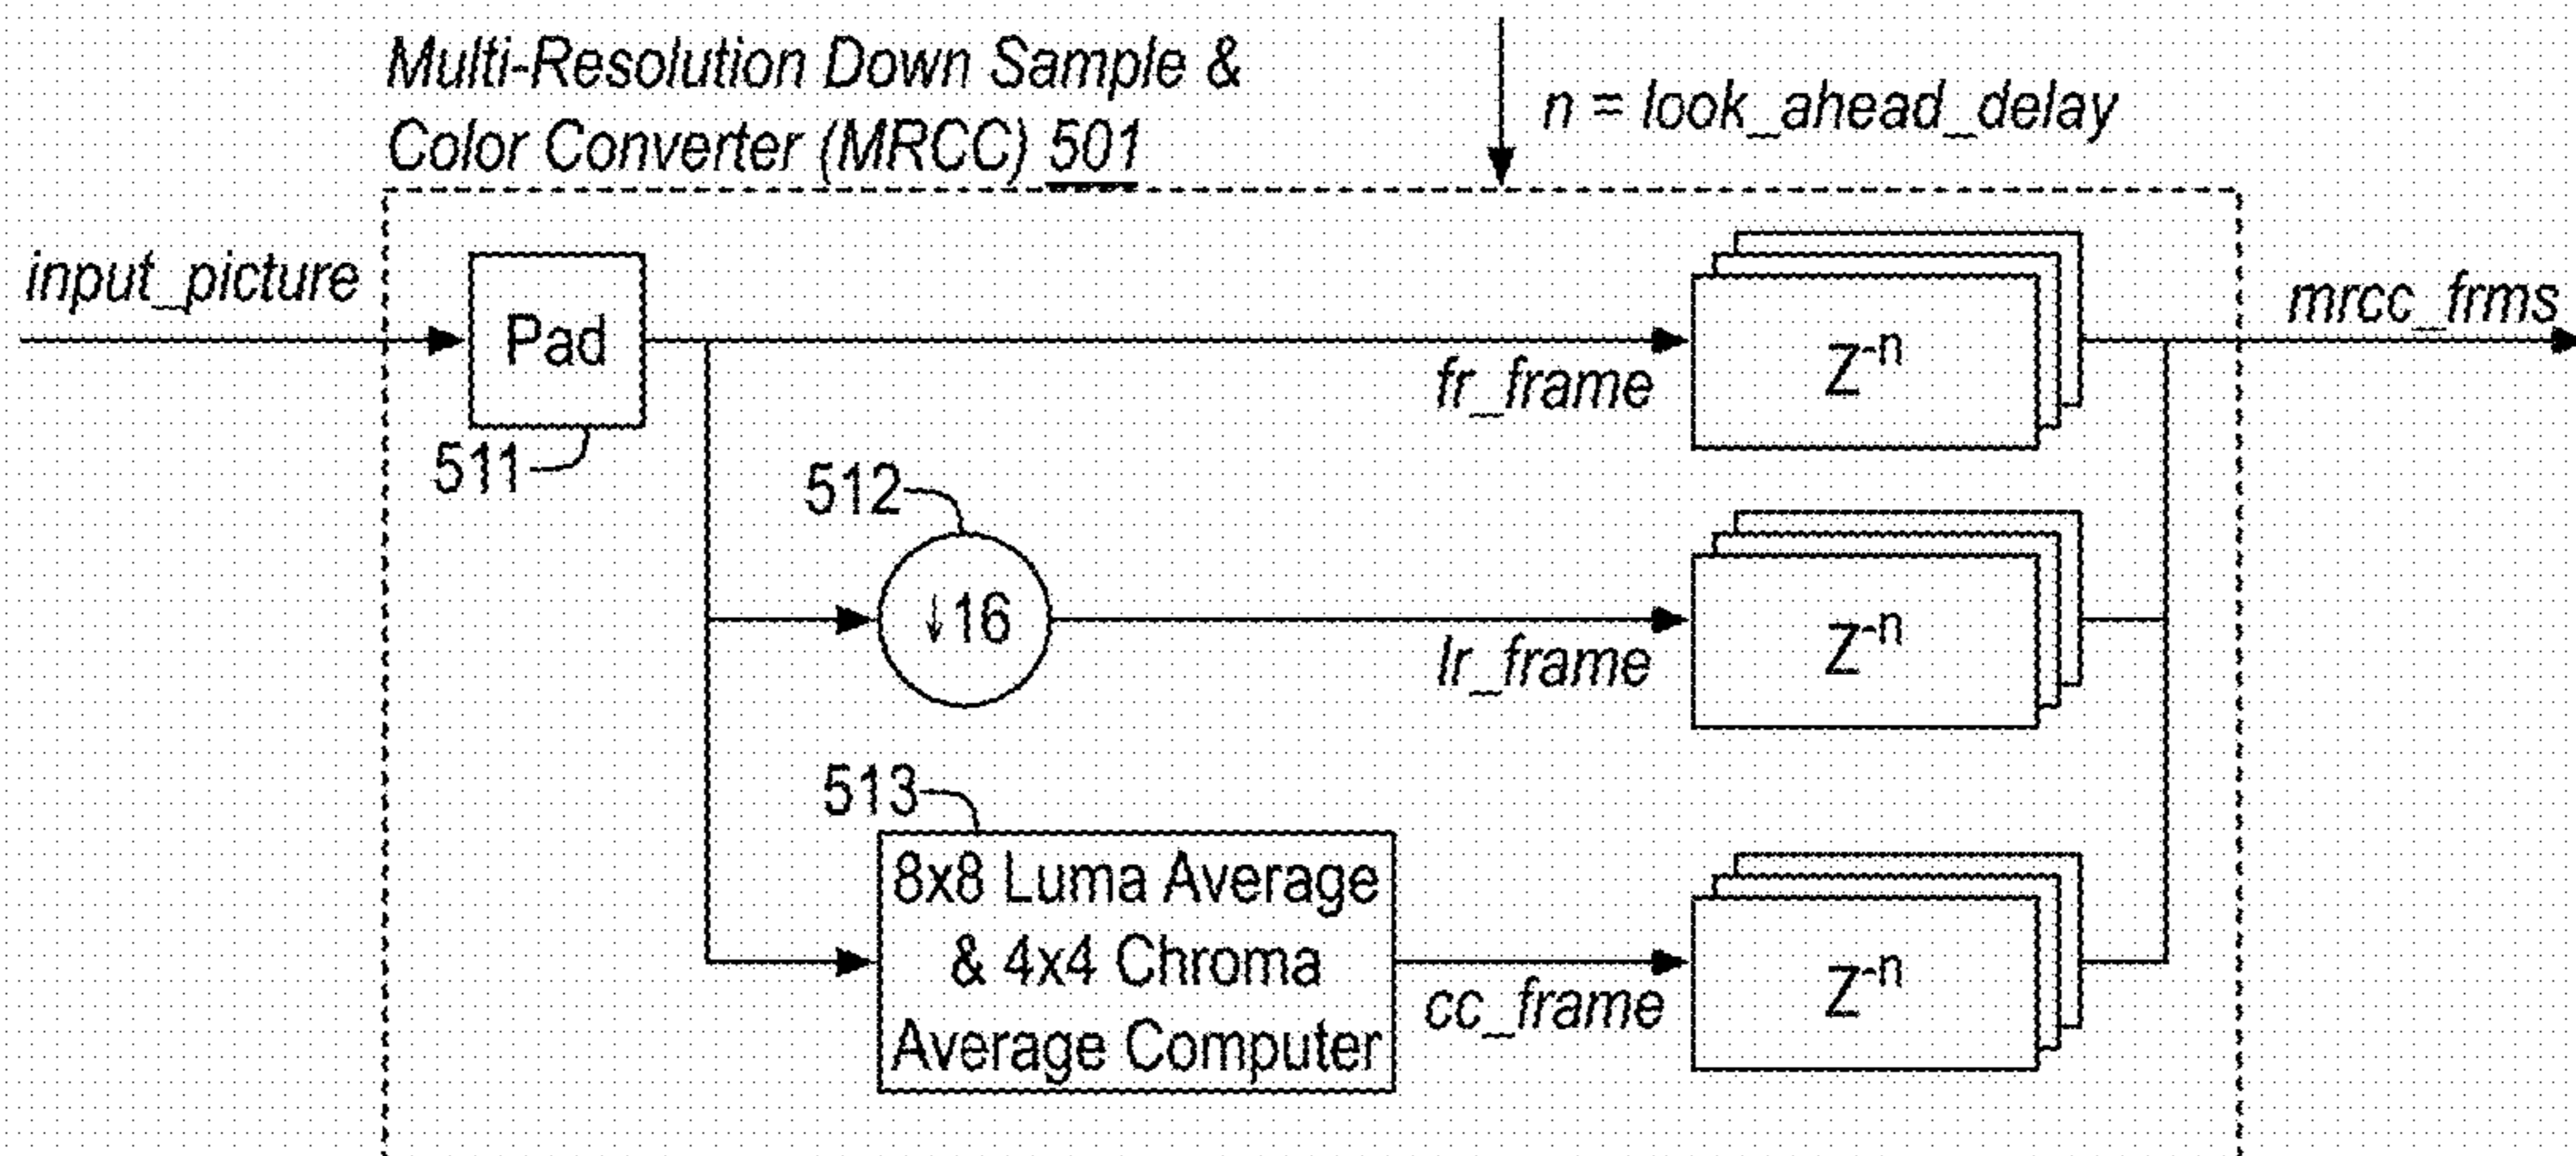 Multi-Resolution Down Sample &
Color Converter (MRCC) 501
n = look_ahead_delay
input_picture
Pad
511
fr_frame
Z-n
mrcc_frms
512
↓16
lr_frame
Z-n
513
8x8 Luma Average
& 4x4 Chroma
Average Computer
cc_frame
Z-n